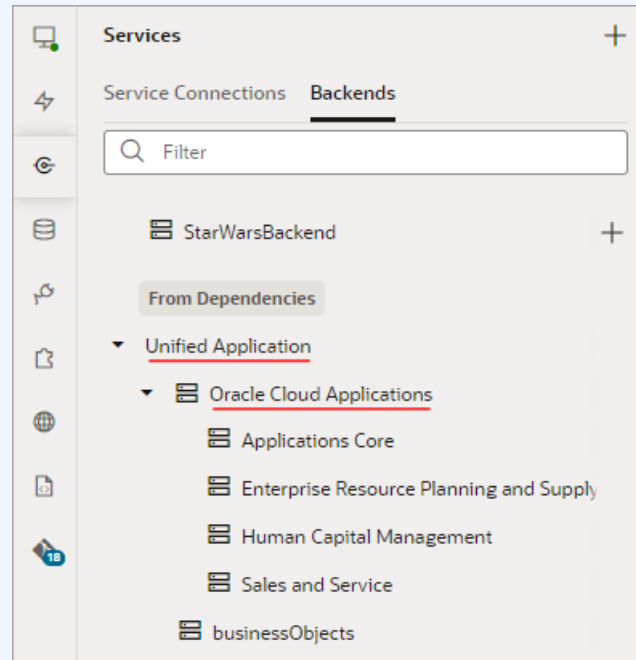 Services
Service Connections Backends
Filter
StarWarsBackend
From Dependencies
Unified Application
Oracle Cloud Applications
Applications Core
Enterprise Resource Planning and Supply
Human Capital Management
Sales and Service
18
businessObjects